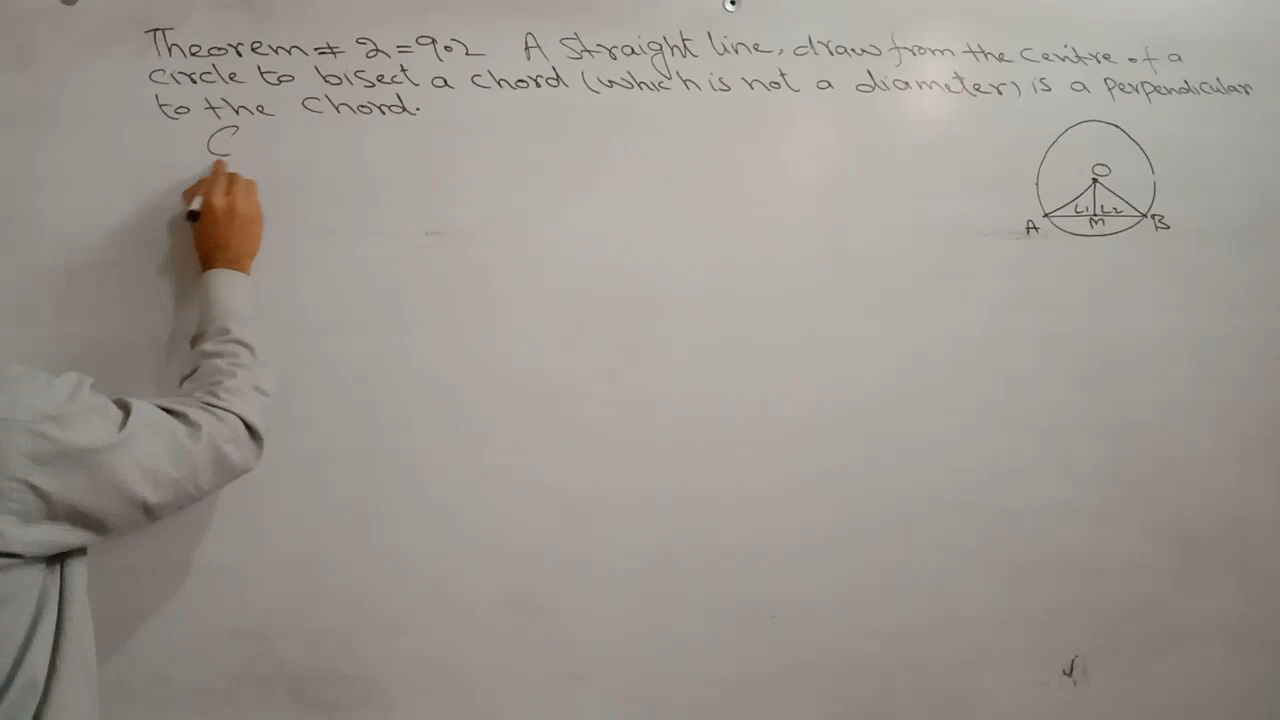 Theorem # 2=9.2 A straight line, draw from the centre of a
circle to bisect a chord (which is not a diameter) is a perpendicular
to the chord.
C
O
∠1 ∠2
A M B